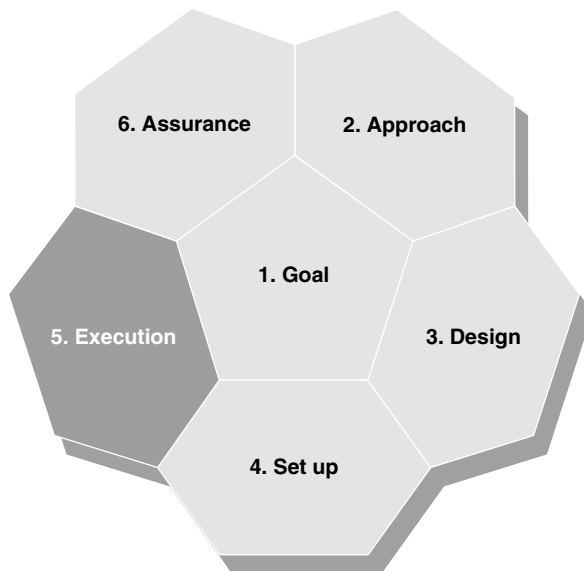 6. Assurance
2. Approach
1. Goal
5. Execution
3. Design
4. Set up